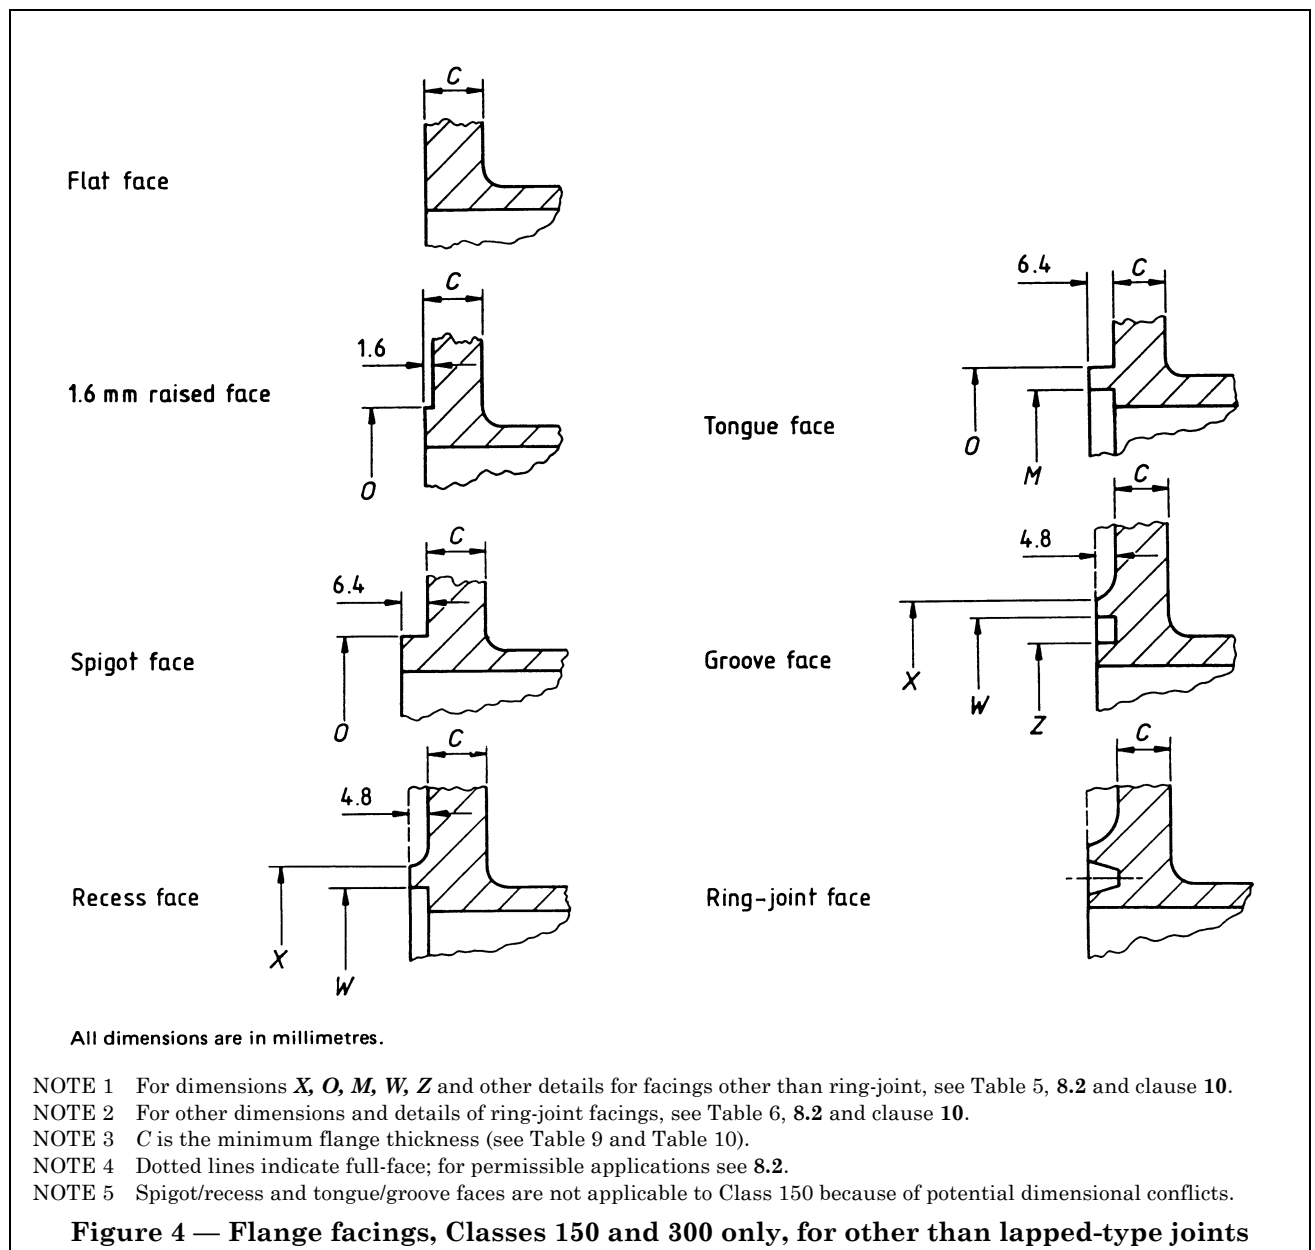 C
Flat face
C
1.6
1.6 mm raised face
O
C
6.4
Spigot face
O
C
4.8
Recess face
X
W
6.4
C
Tongue face
O
M
C
4.8
Groove face
X
W
Z
C
Ring-joint face
All dimensions are in millimetres.
NOTE 1 For dimensions X, O, M, W, Z and other details for facings other than ring-joint, see Table 5, 8.2 and clause 10.
NOTE 2 For other dimensions and details of ring-joint facings, see Table 6, 8.2 and clause 10.
NOTE 3 C is the minimum flange thickness (see Table 9 and Table 10).
NOTE 4 Dotted lines indicate full-face; for permissible applications see 8.2.
NOTE 5 Spigot/recess and tongue/groove faces are not applicable to Class 150 because of potential dimensional conflicts.
Figure 4 — Flange facings, Classes 150 and 300 only, for other than lapped-type joints